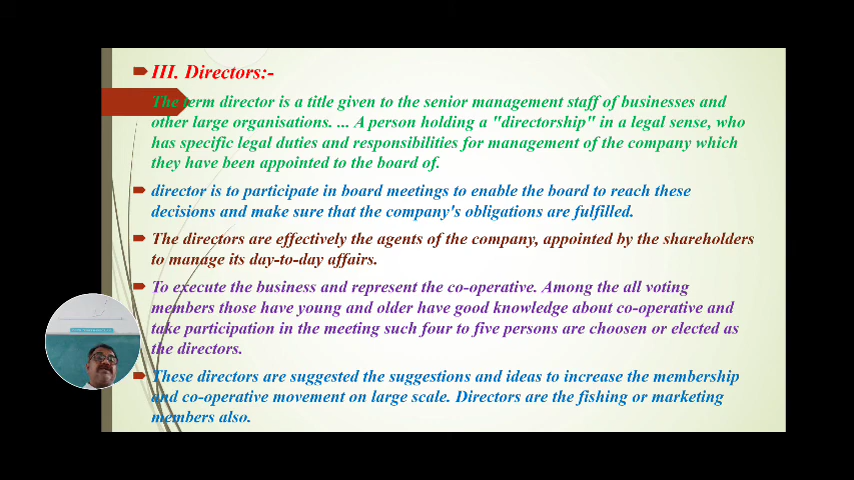 III. Directors:-
The term director is a title given to the senior management staff of businesses and
other large organisations. ... A person holding a "directorship" in a legal sense, who
has specific legal duties and responsibilities for management of the company which
they have been appointed to the board of.
director is to participate in board meetings to enable the board to reach these
decisions and make sure that the company's obligations are fulfilled.
The directors are effectively the agents of the company, appointed by the shareholders
to manage its day-to-day affairs.
To execute the business and represent the co-operative. Among the all voting
members those have young and older have good knowledge about co-operative and
take participation in the meeting such four to five persons are choosen or elected as
the directors.
These directors are suggested the suggestions and ideas to increase the membership
and co-operative movement on large scale. Directors are the fishing or marketing
members also.